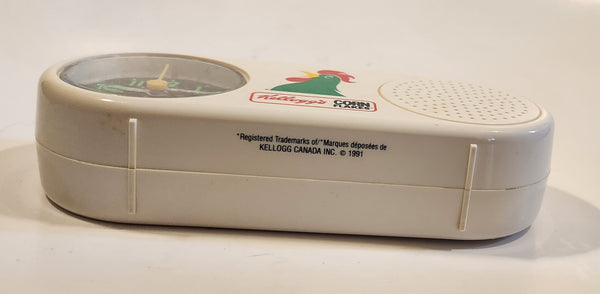 Kellogg's
CORN
FLAKES
*Registered Trademarks of/*Marques déposées de
KELLOGG CANADA INC. © 1991